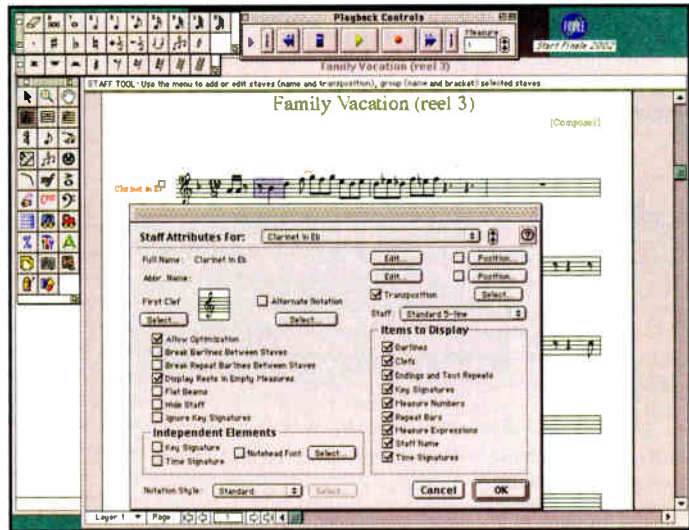 Playback Controls
Measure
1
FINALE
Start Finale 2002
Family Vacation (reel 3)
STAFF TOOL: Use the menu to add or edit staves (name and transposition), group (name and bracket) selected staves
Family Vacation (reel 3)
[Composer]
Clarinet in Eb
Staff Attributes For: Clarinet in Eb
Full Name: Clarinet in Eb Edit... Position...
Abbr. Name: Edit... Position...
First Clef Alternate Notation Transposition Select...
Select... Select... Staff: Standard 5-line
Allow Optimization
Break Barlines Between Staves
Break Repeat Barlines Between Staves
Display Rests in Empty Measures
Flat Beams
Hide Staff
Ignore Key Signatures
Items to Display
Barlines
Clefs
Endings and Text Repeats
Key Signatures
Measure Numbers
Repeat Bars
Measure Expressions
Staff Name
Time Signatures
Independent Elements
Key Signature
Time Signature
Notehead Font Select...
Notation Style: Standard Select...
Cancel OK
Layer 1 Page 1